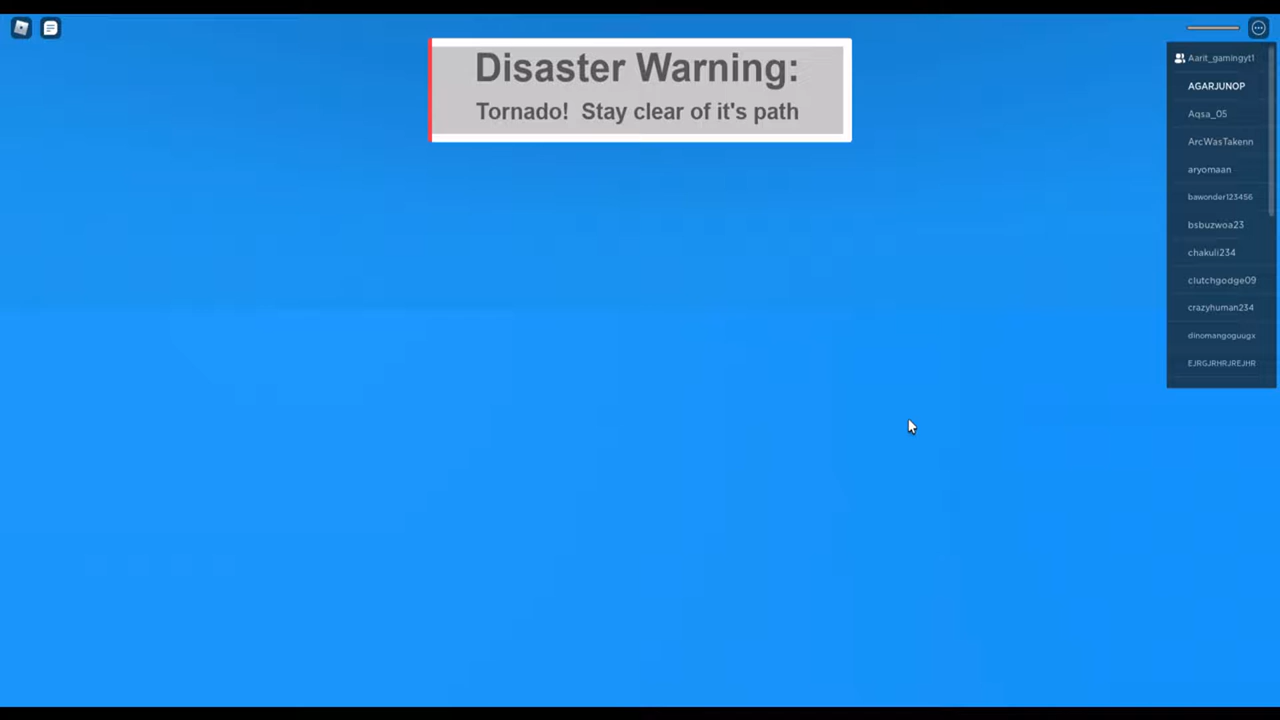 Disaster Warning:
Tornado! Stay clear of it's path
Aarit_gamingyt1
AGARJUNOP
Aqsa_05
ArcWasTakenn
aryomaan
bawonder123456
bsbuzwoa23
chakuli234
clutchgodge09
crazyhuman234
dinomangoguugx
EJRGJRHRJREJHR